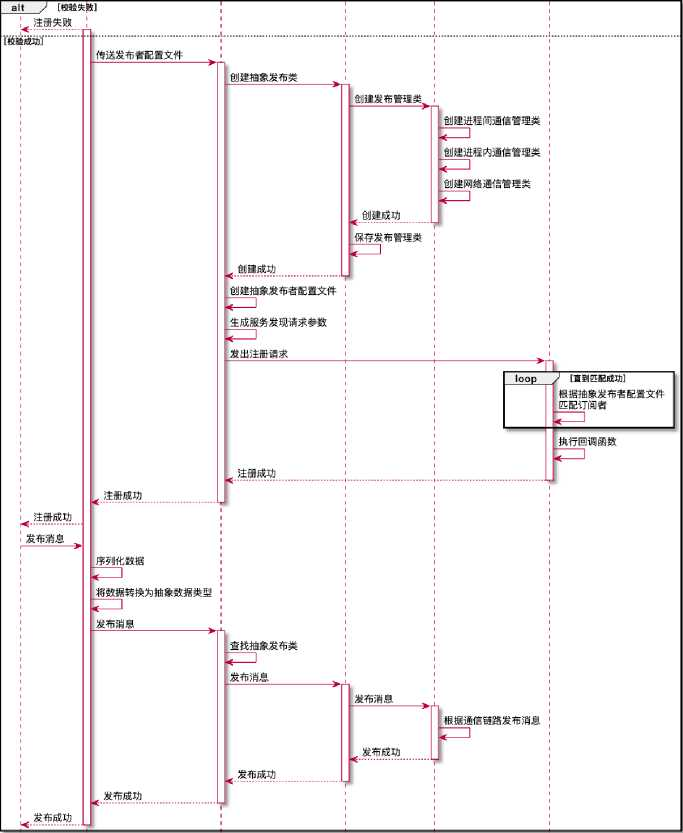 alt [校验失败]
注册失败
[校验成功]
传送发布者配置文件
创建抽象发布类
创建发布管理类
创建进程间通信管理类
创建进程内通信管理类
创建网络通信管理类
创建成功
保存发布管理类
创建成功
创建抽象发布者配置文件
生成服务发现请求参数
发出注册请求
loop [直到匹配成功]
根据抽象发布者配置文件
匹配订阅者
执行回调函数
注册成功
注册成功
注册成功
发布消息
序列化数据
将数据转换为抽象数据类型
发布消息
查找抽象发布类
发布消息
发布消息
根据通信链路发布消息
发布成功
发布成功
发布成功
发布成功